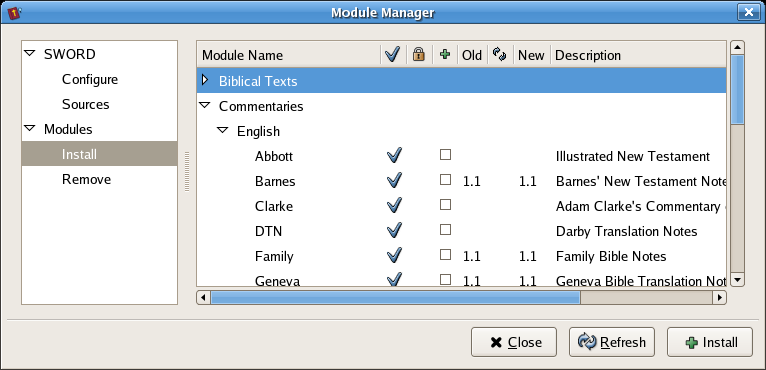 Module Manager
SWORD
Configure
Sources
Modules
Install
Remove
Module Name Old New Description
Biblical Texts
Commentaries
English
Abbott Illustrated New Testament
Barnes 1.1 1.1 Barnes' New Testament Note
Clarke Adam Clarke's Commentary
DTN Darby Translation Notes
Family 1.1 1.1 Family Bible Notes
Geneva 1.1 1.1 Geneva Bible Translation Not
Close Refresh Install